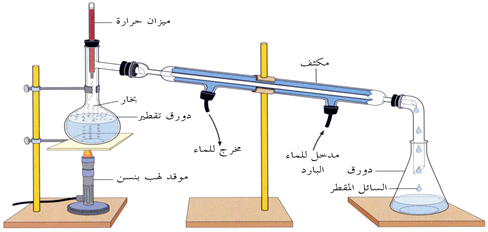 ميزان حرارة
مكثف
بخار
دورق تقطير
مخرج للماء
مدخل للماء
البارد
دورق
السائل المقطر
موقد لهب بنسن